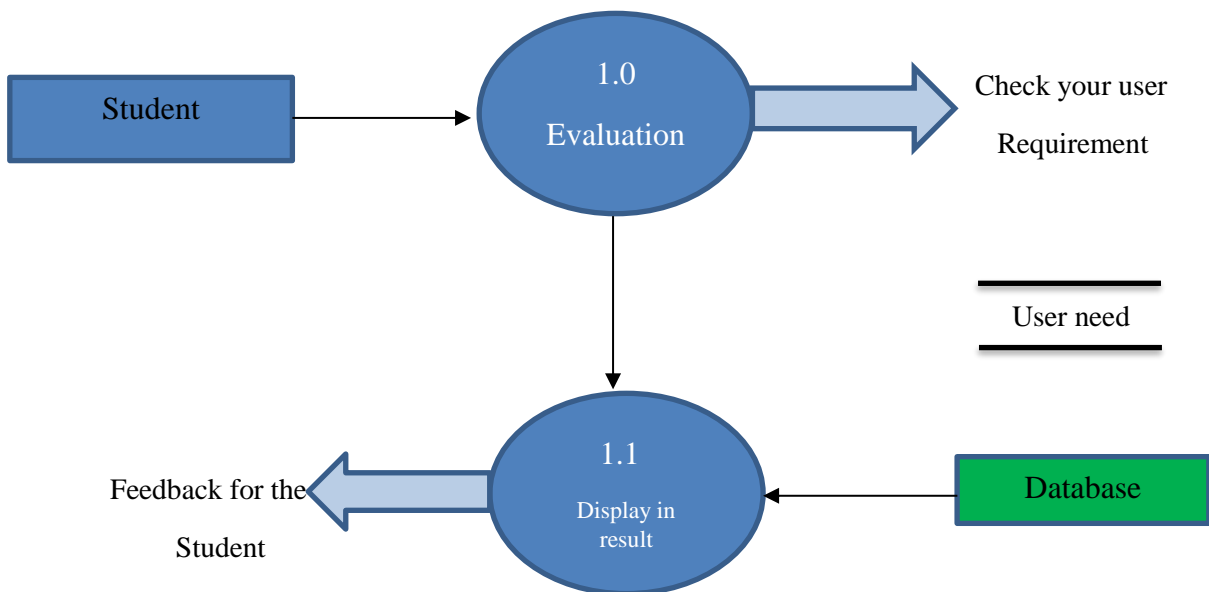 Student
1.0
Evaluation
Check your user
Requirement
User need
1.1
Display in
result
Feedback for the
Student
Database